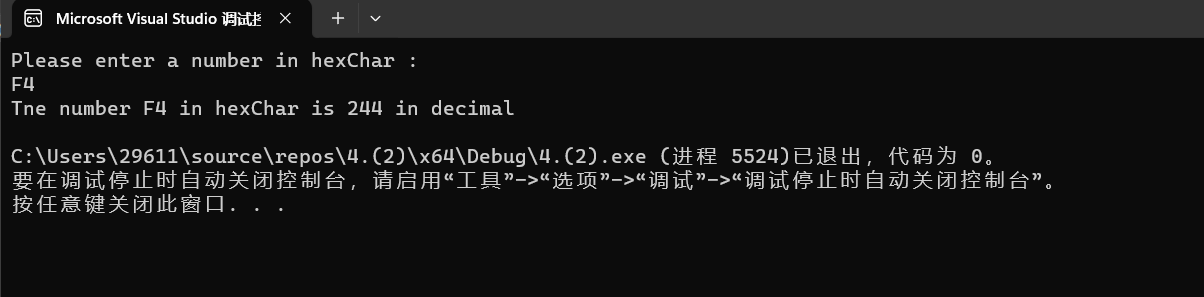 Microsoft Visual Studio 调试
Please enter a number in hexChar :
F4
Tne number F4 in hexChar is 244 in decimal
C:\Users\29611\source\repos\4.(2)\x64\Debug\4.(2).exe (进程 5524)已退出，代码为 0。
要在调试停止时自动关闭控制台，请启用“工具”->“选项”->“调试”->“调试停止时自动关闭控制台”。
按任意键关闭此窗口. . .